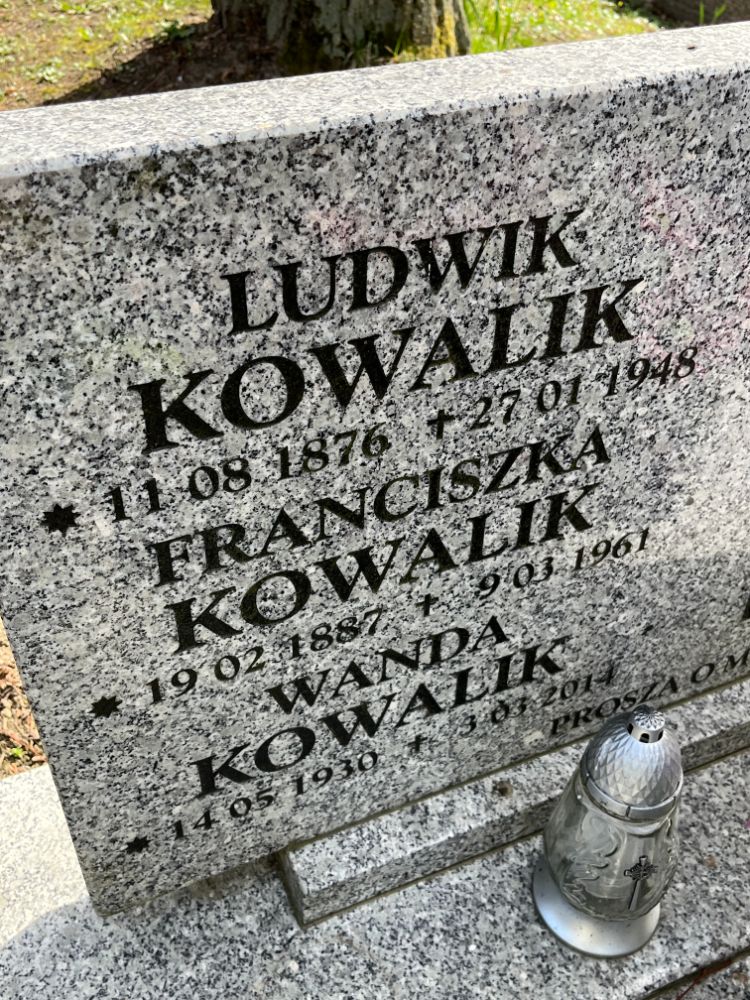 LUDWIK
KOWALIK
* 11 08 1876 † 27 01 1948
FRANCISZKA
KOWALIK
* 19 02 1887 † 9 03 1961
WANDA
KOWALIK
* 14 05 1930 † 3 03 2014
PROSZĄ O M